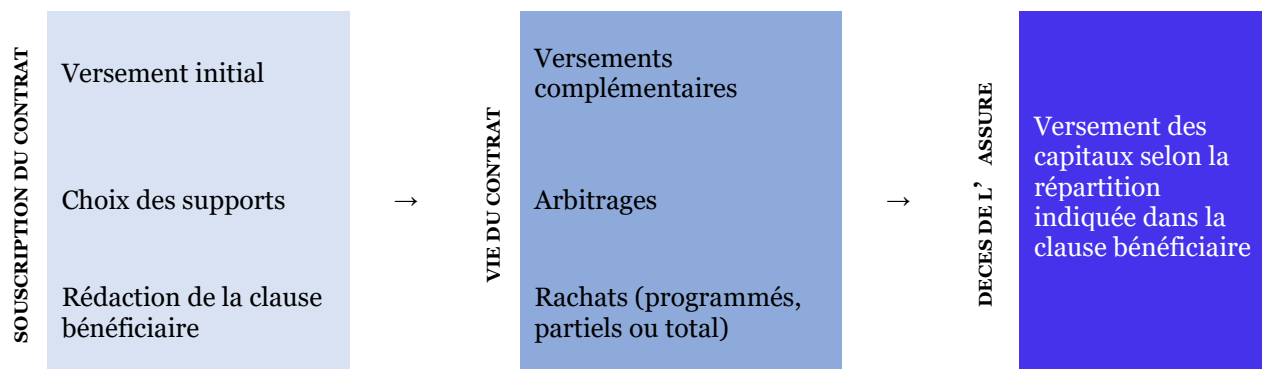 SOUSCRIPTION DU CONTRAT
Versement initial
Choix des supports
Rédaction de la clause
bénéficiaire
→
VIE DU CONTRAT
Versements
complémentaires
Arbitrages
Rachats (programmés,
partiels ou total)
→
DECES DE L’ASSURE
Versement des
capitaux selon la
répartition
indiquée dans la
clause bénéficiaire